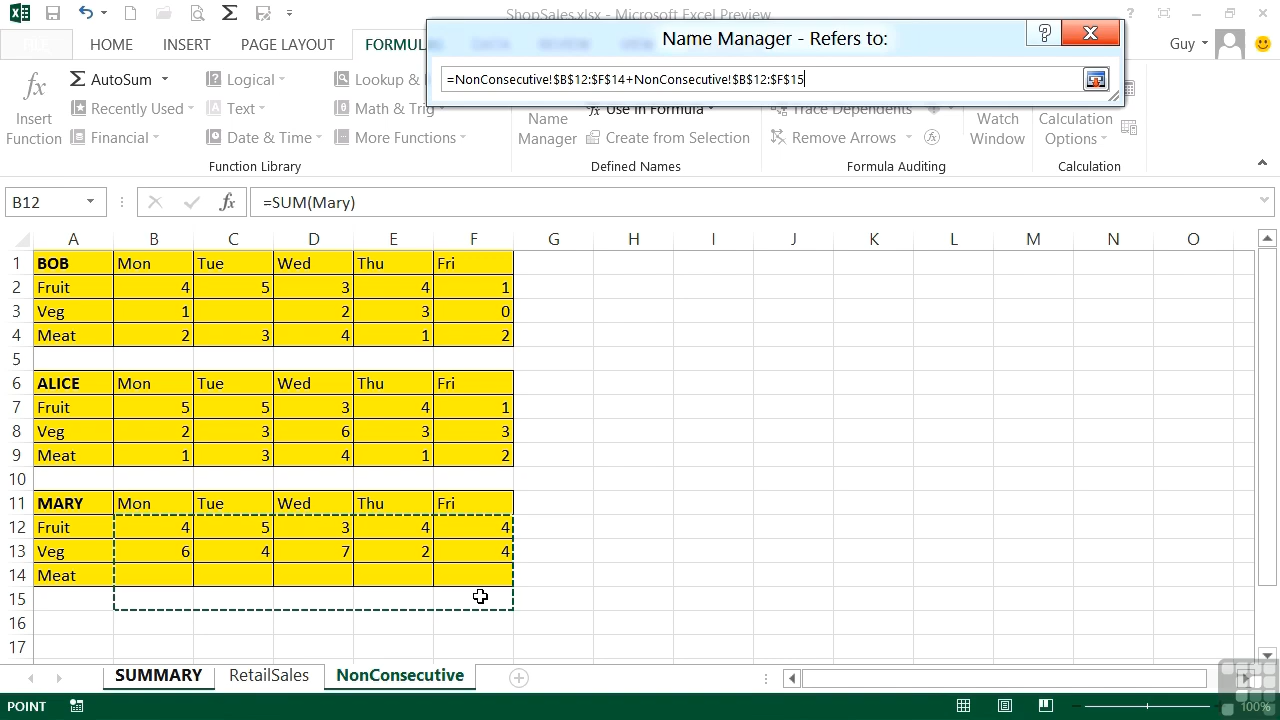 ShopSales.xlsx - Microsoft Excel Preview
HOME INSERT PAGE LAYOUT
Guy
Name Manager - Refers to:
=NonConsecutive!$B$12:$F$14+NonConsecutive!$B$12:$F$15
Insert Function
AutoSum
Recently Used
Financial
Logical
Text
Date & Time
Math & Trig
More Functions
Function Library
Name Manager
Use in Formula
Create from Selection
Defined Names
Trace Dependents
Remove Arrows
Formula Auditing
Watch Window
Calculation Options
Calculation
B12 fx =SUM(Mary)
A B C D E F G H I J K L M N O
1 BOB Mon Tue Wed Thu Fri
2 Fruit 4 5 3 4 1
3 Veg 1 2 3 0
4 Meat 2 3 4 1 2
5
6 ALICE Mon Tue Wed Thu Fri
7 Fruit 5 5 3 4 1
8 Veg 2 3 6 3 3
9 Meat 1 3 4 1 2
10
11 MARY Mon Tue Wed Thu Fri
12 Fruit 4 5 3 4 4
13 Veg 6 4 7 2 4
14 Meat
15
16
17
SUMMARY RetailSales NonConsecutive
POINT 100%